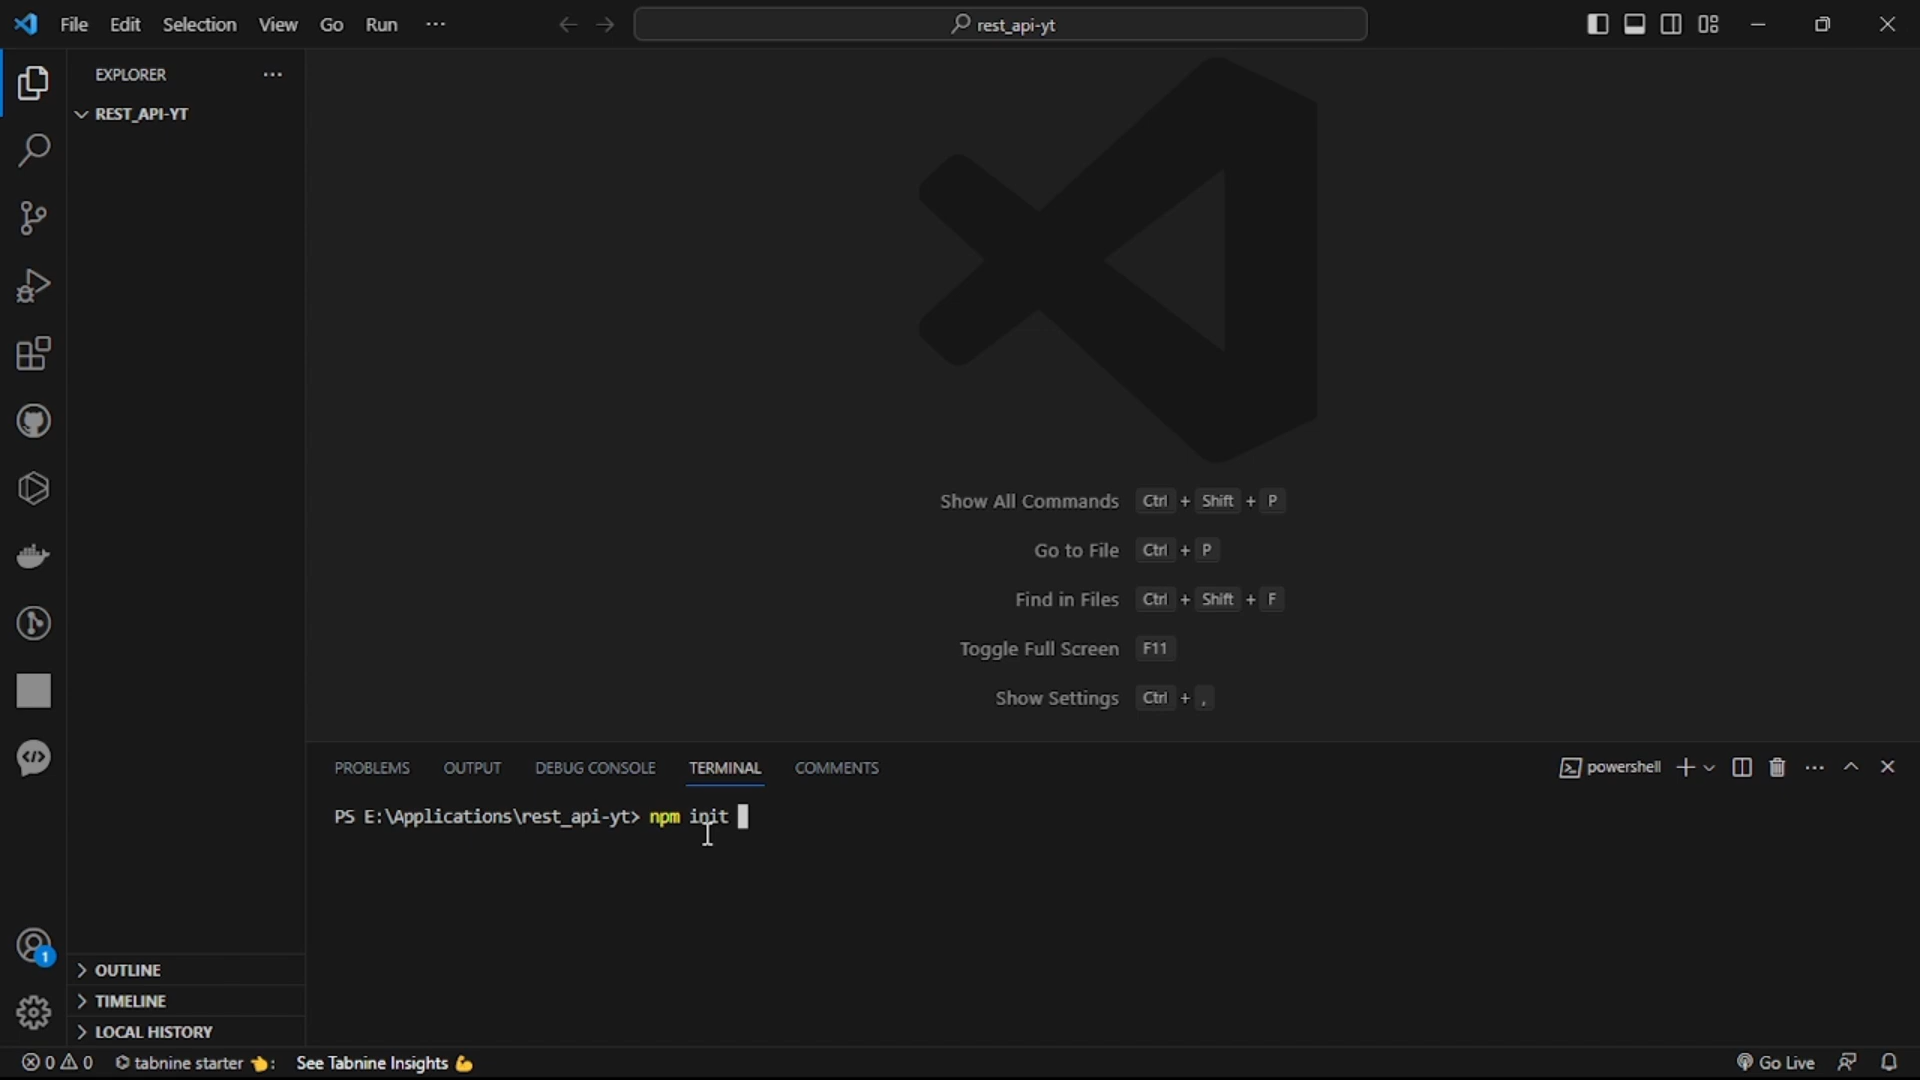 File Edit Selection View Go Run ···
rest_api-yt
EXPLORER ···
REST_API-YT
Show All Commands Ctrl + Shift + P
Go to File Ctrl + P
Find in Files Ctrl + Shift + F
Toggle Full Screen F11
Show Settings Ctrl + ,
PROBLEMS OUTPUT DEBUG CONSOLE TERMINAL COMMENTS
powershell ···
PS E:\Applications\rest_api-yt> npm init
1
OUTLINE
TIMELINE
LOCAL HISTORY
0 0 tabnine starter 👈: See Tabnine Insights 💪 Go Live